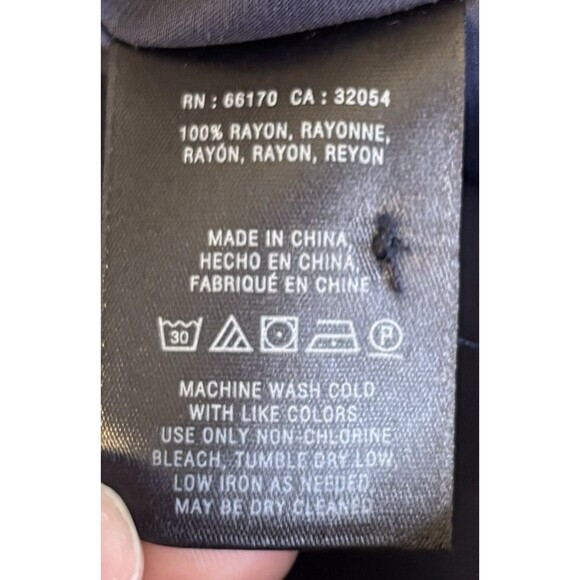 RN : 66170 CA : 32054
100% RAYON, RAYONNE,
RAYÓN, RAYON, REYON
MADE IN CHINA,
HECHO EN CHINA,
FABRIQUÉ EN CHINE
30 P
MACHINE WASH COLD
WITH LIKE COLORS.
USE ONLY NON-CHLORINE
BLEACH, TUMBLE DRY LOW.
LOW IRON AS NEEDED.
MAY BE DRY CLEANED